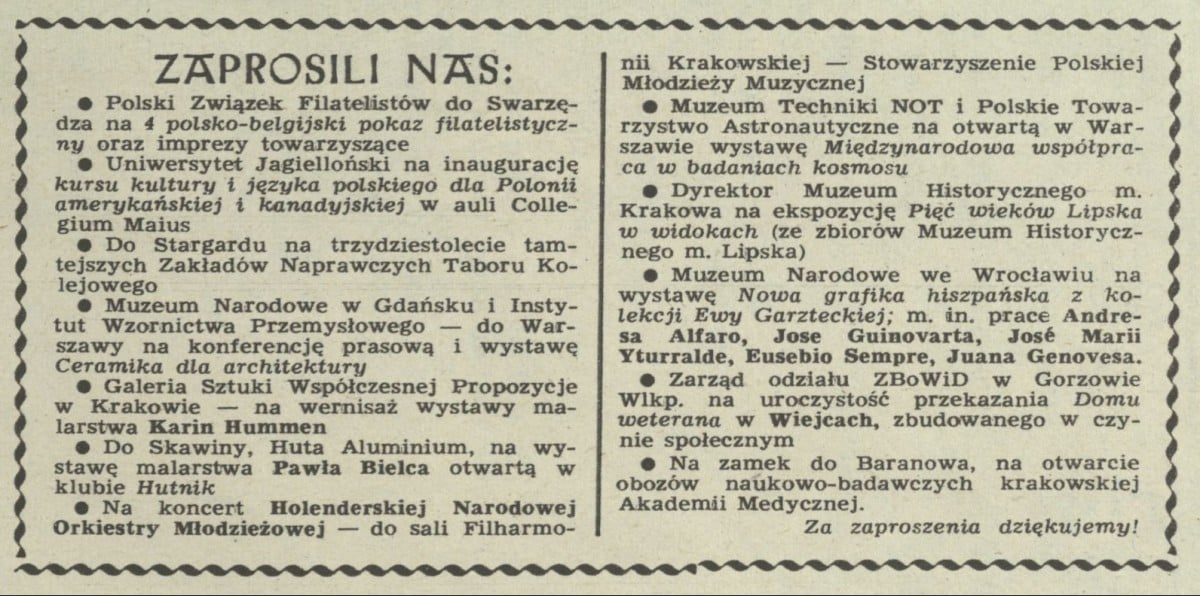 ZAPROSILI NAS:
● Polski Związek Filatelistów do Swarzę-
dza na 4 polsko-belgijski pokaz filatelistycz-
ny oraz imprezy towarzyszące
● Uniwersytet Jagielloński na inaugurację
kursu kultury i języka polskiego dla Polonii
amerykańskiej i kanadyjskiej w auli Colle-
gium Maius
● Do Stargardu na trzydziestolecie tam-
tejszych Zakładów Naprawczych Taboru Ko-
lejowego
● Muzeum Narodowe w Gdańsku i Insty-
tut Wzornictwa Przemysłowego — do War-
szawy na konferencję prasową i wystawę
Ceramika dla architektury
● Galeria Sztuki Współczesnej Propozycje
w Krakowie — na wernisaż wystawy ma-
larstwa Karin Hummen
● Do Skawiny, Huta Aluminium, na wy-
stawę malarstwa Pawła Bielca otwartą w
klubie Hutnik
● Na koncert Holenderskiej Narodowej
Orkiestry Młodzieżowej — do sali Filharmo-
nii Krakowskiej — Stowarzyszenie Polskiej
Młodzieży Muzycznej
● Muzeum Techniki NOT i Polskie Towa-
rzystwo Astronautyczne na otwartą w War-
szawie wystawę Międzynarodowa współpra-
ca w badaniach kosmosu
● Dyrektor Muzeum Historycznego m.
Krakowa na ekspozycję Pięć wieków Lipska
w widokach (ze zbiorów Muzeum Historycz-
nego m. Lipska)
● Muzeum Narodowe we Wrocławiu na
wystawę Nowa grafika hiszpańska z ko-
lekcji Ewy Garzteckiej; m. in. prace Andre-
sa Alfaro, Jose Guinovarta, José Marii
Yturralde, Eusebio Sempre, Juana Genovesa.
● Zarząd odziału ZBoWiD w Gorzowie
Wlkp. na uroczystość przekazania Domu
weterana w Wiejcach, zbudowanego w czy-
nie społecznym
● Na zamek do Baranowa, na otwarcie
obozów naukowo-badawczych krakowskiej
Akademii Medycznej.
Za zaproszenia dziękujemy!